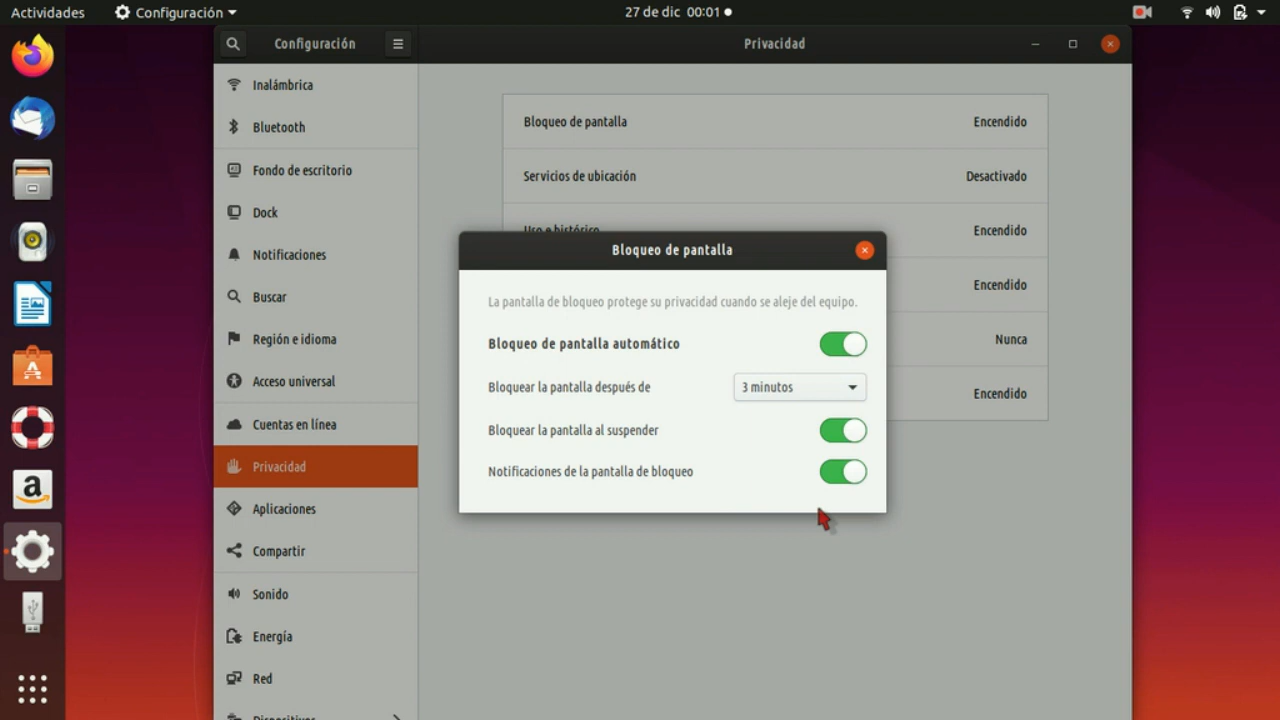 Actividades
Configuración
27 de dic 00:01
Configuración
Privacidad
Inalámbrica
Bluetooth
Fondo de escritorio
Dock
Notificaciones
Buscar
Región e idioma
Acceso universal
Cuentas en línea
Privacidad
Aplicaciones
Compartir
Sonido
Energía
Red
Dispositivos
Bloqueo de pantalla
Encendido
Servicios de ubicación
Desactivado
Uso e histórico
Encendido
Encendido
Nunca
Encendido
Bloqueo de pantalla
La pantalla de bloqueo protege su privacidad cuando se aleje del equipo.
Bloqueo de pantalla automático
Bloquear la pantalla después de
3 minutos
Bloquear la pantalla al suspender
Notificaciones de la pantalla de bloqueo